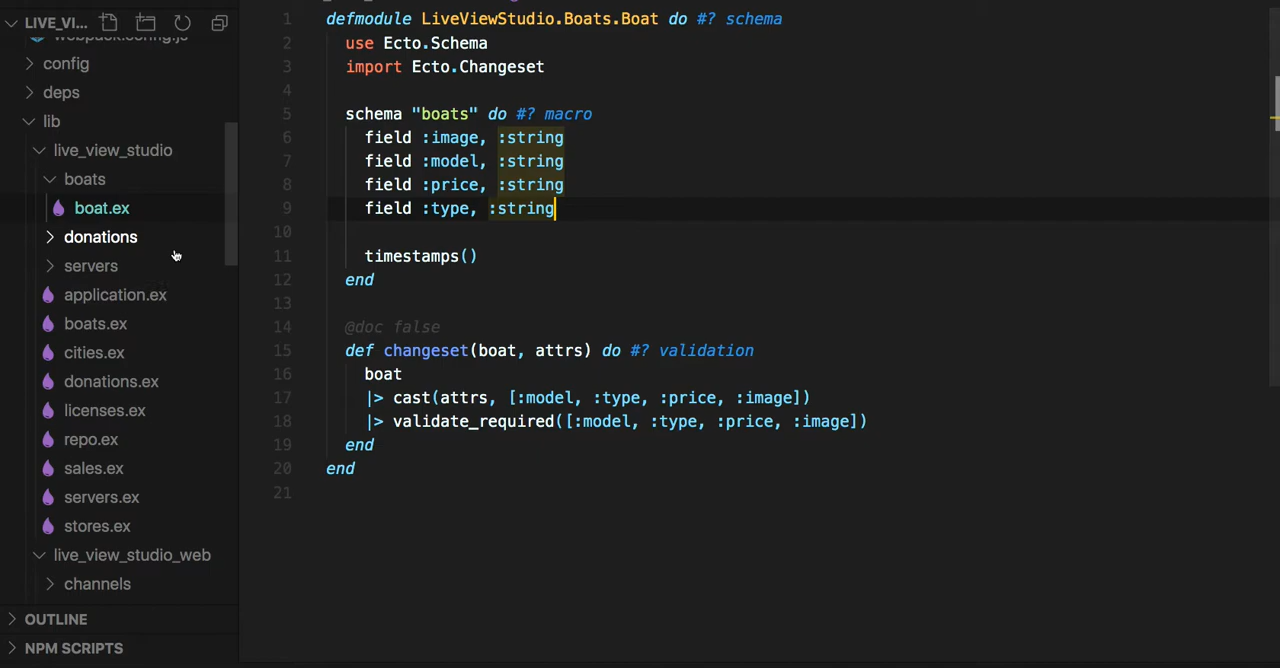 LIVE_VI...
webpack.config.js
config
deps
lib
live_view_studio
boats
boat.ex
donations
servers
application.ex
boats.ex
cities.ex
donations.ex
licenses.ex
repo.ex
sales.ex
servers.ex
stores.ex
live_view_studio_web
channels
OUTLINE
NPM SCRIPTS
1 defmodule LiveViewStudio.Boats.Boat do #? schema
2 use Ecto.Schema
3 import Ecto.Changeset
4
5 schema "boats" do #? macro
6 field :image, :string
7 field :model, :string
8 field :price, :string
9 field :type, :string
10
11 timestamps()
12 end
13
14 @doc false
15 def changeset(boat, attrs) do #? validation
16 boat
17 |> cast(attrs, [:model, :type, :price, :image])
18 |> validate_required([:model, :type, :price, :image])
19 end
20 end
21